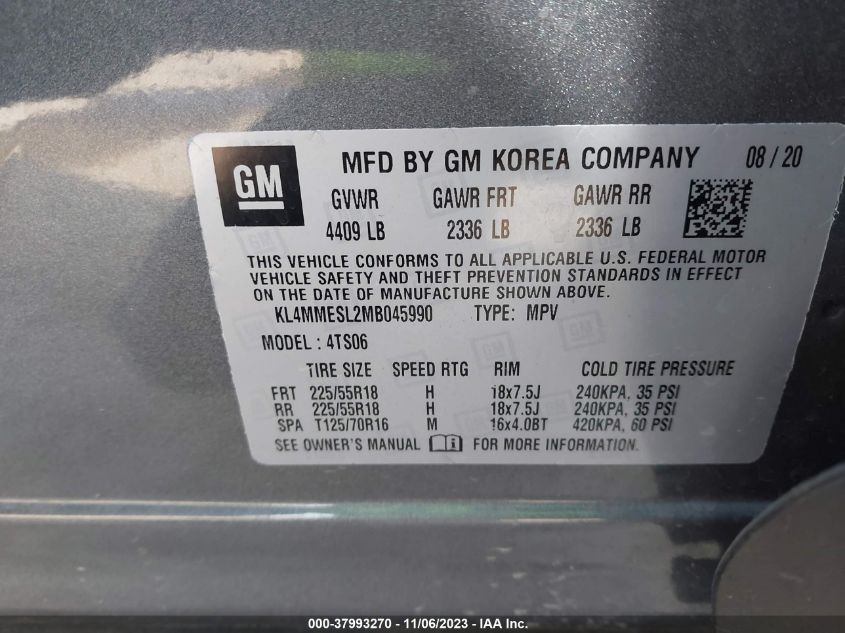 GM
MFD BY GM KOREA COMPANY 08 / 20
GVWR GAWR FRT GAWR RR
4409 LB 2336 LB 2336 LB
THIS VEHICLE CONFORMS TO ALL APPLICABLE U.S. FEDERAL MOTOR
VEHICLE SAFETY AND THEFT PREVENTION STANDARDS IN EFFECT
ON THE DATE OF MANUFACTURE SHOWN ABOVE.
KL4MMESL2MB045990 TYPE: MPV
MODEL : 4TS06
TIRE SIZE SPEED RTG RIM COLD TIRE PRESSURE
FRT 225/55R18 H 18x7.5J 240KPA, 35 PSI
RR 225/55R18 H 18x7.5J 240KPA, 35 PSI
SPA T125/70R16 M 16x4.0BT 420KPA, 60 PSI
SEE OWNER'S MANUAL FOR MORE INFORMATION.
000-37993270 - 11/06/2023 - IAA Inc.